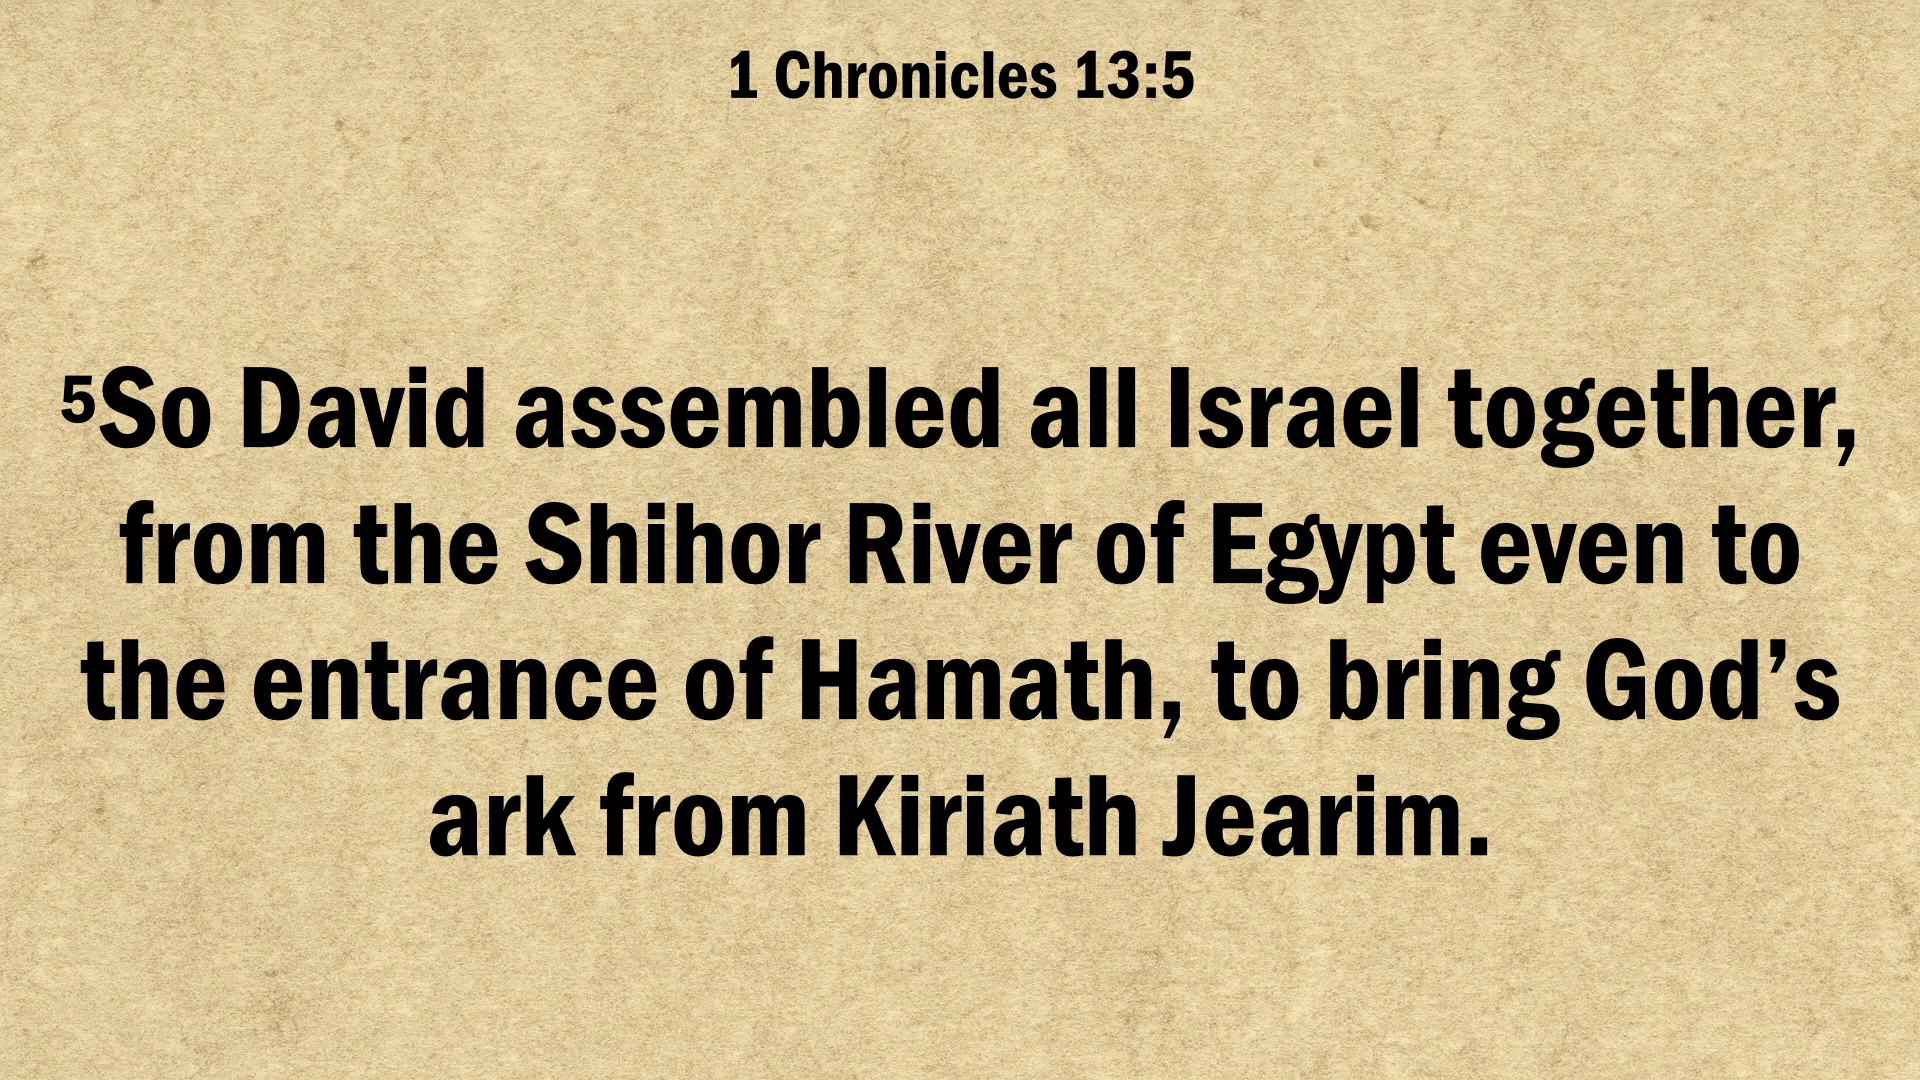 1 Chronicles 13:5
⁵So David assembled all Israel together,
from the Shihor River of Egypt even to
the entrance of Hamath, to bring God’s
ark from Kiriath Jearim.